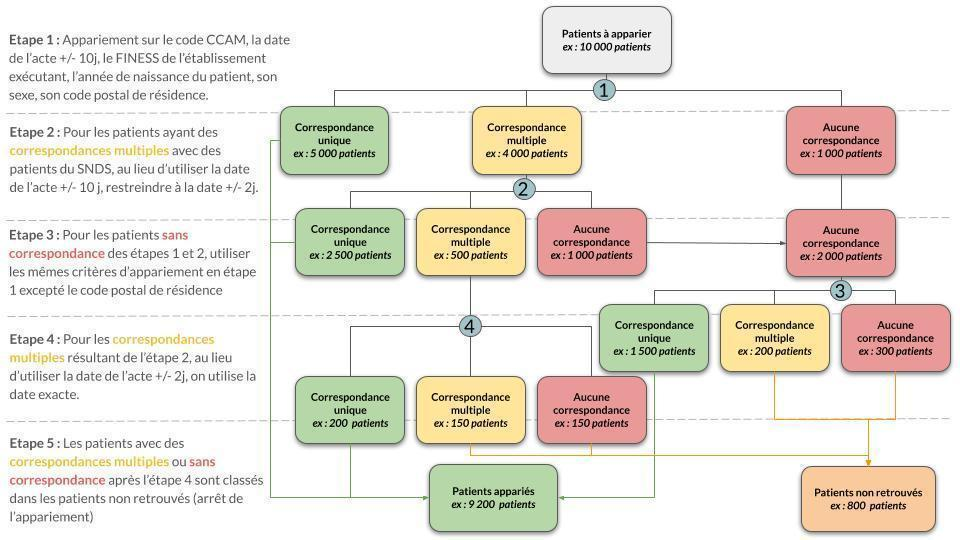 Patients à apparier
ex : 10 000 patients
Etape 1 : Appariement sur le code CCAM, la date
de l'acte +/- 10j, le FINESS de l'établissement
exécutant, l'année de naissance du patient, son
sexe, son code postal de résidence.
1
Correspondance
unique
ex : 5 000 patients
Correspondance
multiple
ex : 4 000 patients
Aucune
correspondance
ex : 1 000 patients
Etape 2 : Pour les patients ayant des
correspondances multiples avec des
patients du SNDS, au lieu d'utiliser la date
de l'acte +/- 10 j, restreindre à la date +/- 2j.
2
Correspondance
unique
ex : 2 500 patients
Correspondance
multiple
ex : 500 patients
Aucune
correspondance
ex : 1 000 patients
Aucune
correspondance
ex : 2 000 patients
Etape 3 : Pour les patients sans
correspondance des étapes 1 et 2, utiliser
les mêmes critères d'appariement en étape
1 excepté le code postal de résidence
3
Correspondance
unique
ex : 1 500 patients
Correspondance
multiple
ex : 200 patients
Aucune
correspondance
ex : 300 patients
4
Etape 4 : Pour les correspondances
multiples résultant de l'étape 2, au lieu
d'utiliser la date de l'acte +/- 2j, on utilise la
date exacte.
Correspondance
unique
ex : 200 patients
Correspondance
multiple
ex : 150 patients
Aucune
correspondance
ex : 150 patients
Etape 5 : Les patients avec des
correspondances multiples ou sans
correspondance après l'étape 4 sont classés
dans les patients non retrouvés (arrêt de
l'appariement)
Patients appariés
ex : 9 200 patients
Patients non retrouvés
ex : 800 patients